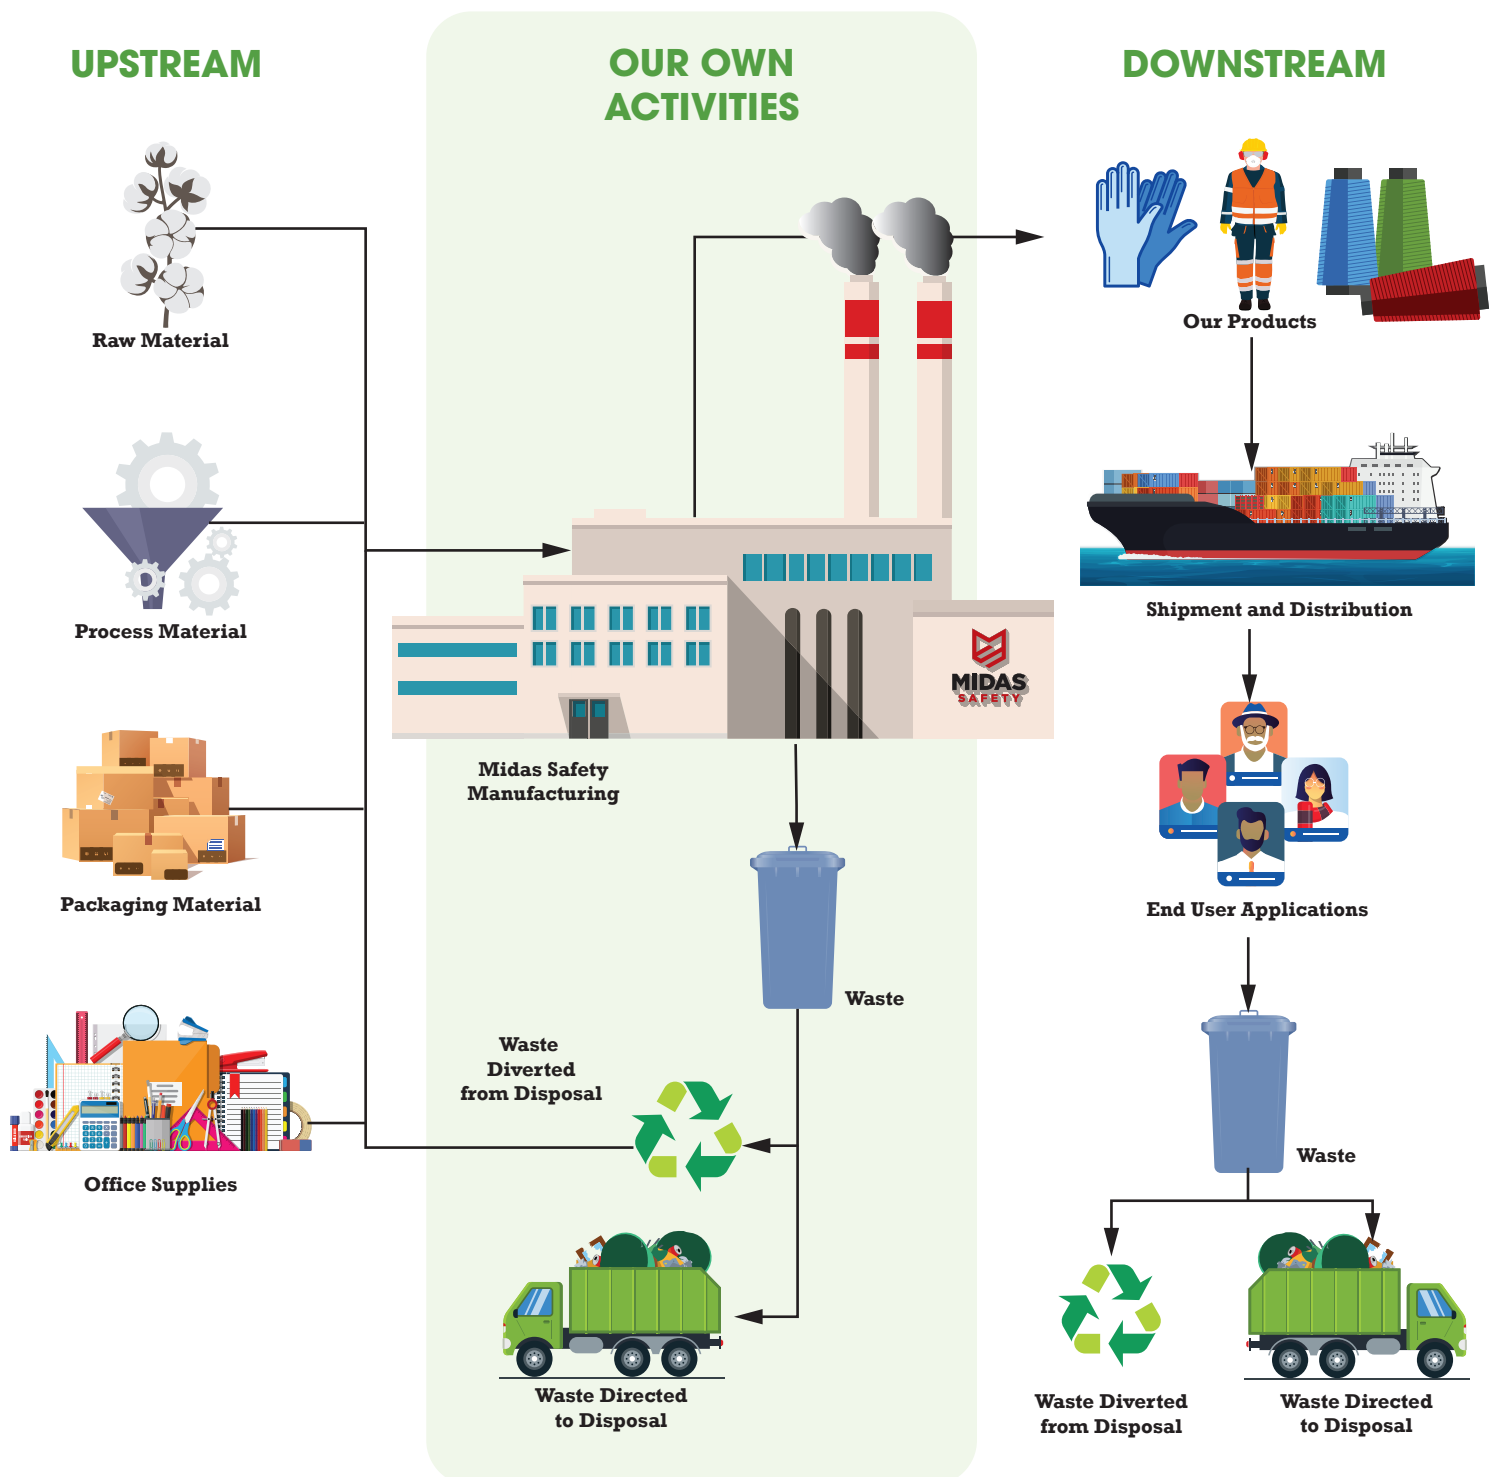 UPSTREAM
OUR OWN
ACTIVITIES
DOWNSTREAM
Raw Material
Process Material
Packaging Material
Office Supplies
MIDAS
SAFETY
Midas Safety
Manufacturing
Waste
Waste
Diverted
from Disposal
Waste Directed
to Disposal
Our Products
Shipment and Distribution
End User Applications
Waste
Waste Diverted
from Disposal
Waste Directed
to Disposal